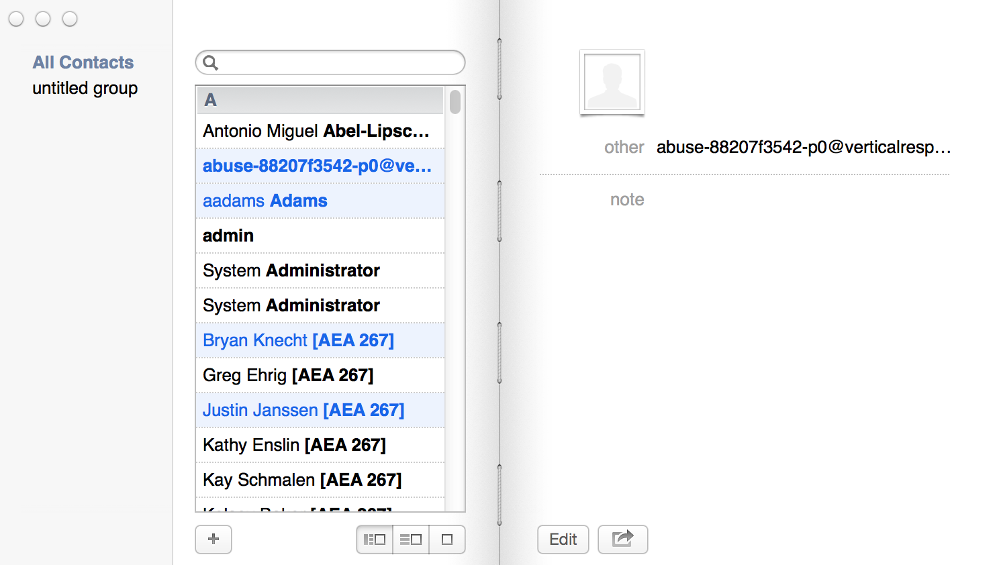 All Contacts
untitled group
A
Antonio Miguel Abel-Lipsc...
abuse-88207f3542-p0@ve...
aadams Adams
admin
System Administrator
System Administrator
Bryan Knecht [AEA 267]
Greg Ehrig [AEA 267]
Justin Janssen [AEA 267]
Kathy Enslin [AEA 267]
Kay Schmalen [AEA 267]
other abuse-88207f3542-p0@verticalresp...
note
Edit